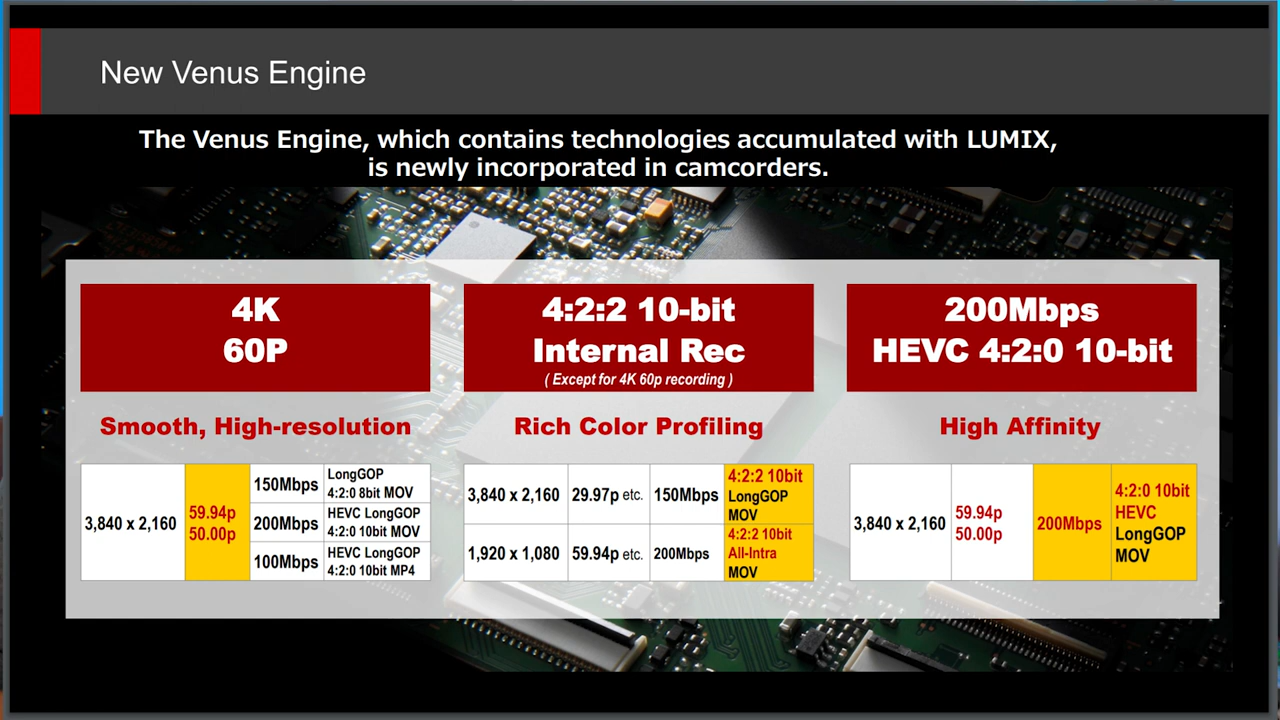 New Venus Engine
The Venus Engine, which contains technologies accumulated with LUMIX,
is newly incorporated in camcorders.
4K
60P
Smooth, High-resolution
3,840 x 2,160
59.94p
50.00p
150Mbps
LongGOP
4:2:0 8bit MOV
200Mbps
HEVC LongGOP
4:2:0 10bit MOV
100Mbps
HEVC LongGOP
4:2:0 10bit MP4
4:2:2 10-bit
Internal Rec
( Except for 4K 60p recording )
Rich Color Profiling
3,840 x 2,160
29.97p etc.
150Mbps
4:2:2 10bit
LongGOP
MOV
1,920 x 1,080
59.94p etc.
200Mbps
4:2:2 10bit
All-Intra
MOV
200Mbps
HEVC 4:2:0 10-bit
High Affinity
3,840 x 2,160
59.94p
50.00p
200Mbps
4:2:0 10bit
HEVC
LongGOP
MOV